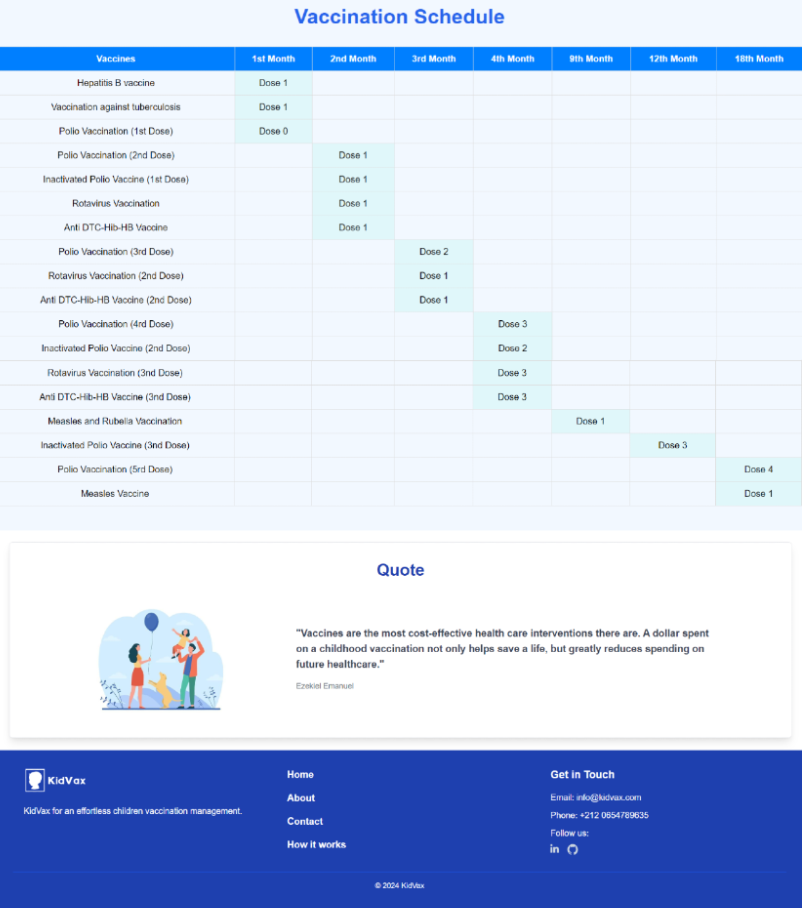 Vaccination Schedule
Vaccines 1st Month 2nd Month 3rd Month 4th Month 9th Month 12th Month 18th Month
Hepatitis B vaccine Dose 1
Vaccination against tuberculosis Dose 1
Polio Vaccination (1st Dose) Dose 0
Polio Vaccination (2nd Dose) Dose 1
Inactivated Polio Vaccine (1st Dose) Dose 1
Rotavirus Vaccination Dose 1
Anti DTC-Hib-HB Vaccine Dose 1
Polio Vaccination (3rd Dose) Dose 2
Rotavirus Vaccination (2nd Dose) Dose 1
Anti DTC-Hib-HB Vaccine (2nd Dose) Dose 1
Polio Vaccination (4rd Dose) Dose 3
Inactivated Polio Vaccine (2nd Dose) Dose 2
Rotavirus Vaccination (3nd Dose) Dose 3
Anti DTC-Hib-HB Vaccine (3nd Dose) Dose 3
Measles and Rubella Vaccination Dose 1
Inactivated Polio Vaccine (3nd Dose) Dose 3
Polio Vaccination (5rd Dose) Dose 4
Measles Vaccine Dose 1
Quote
"Vaccines are the most cost-effective health care interventions there are. A dollar spent
on a childhood vaccination not only helps save a life, but greatly reduces spending on
future healthcare."
Ezekiel Emanuel
KidVax
KidVax for an effortless children vaccination management.
Home
About
Contact
How it works
Get in Touch
Email: info@kidvax.com
Phone: +212 0654789635
Follow us:
in
© 2024 KidVax